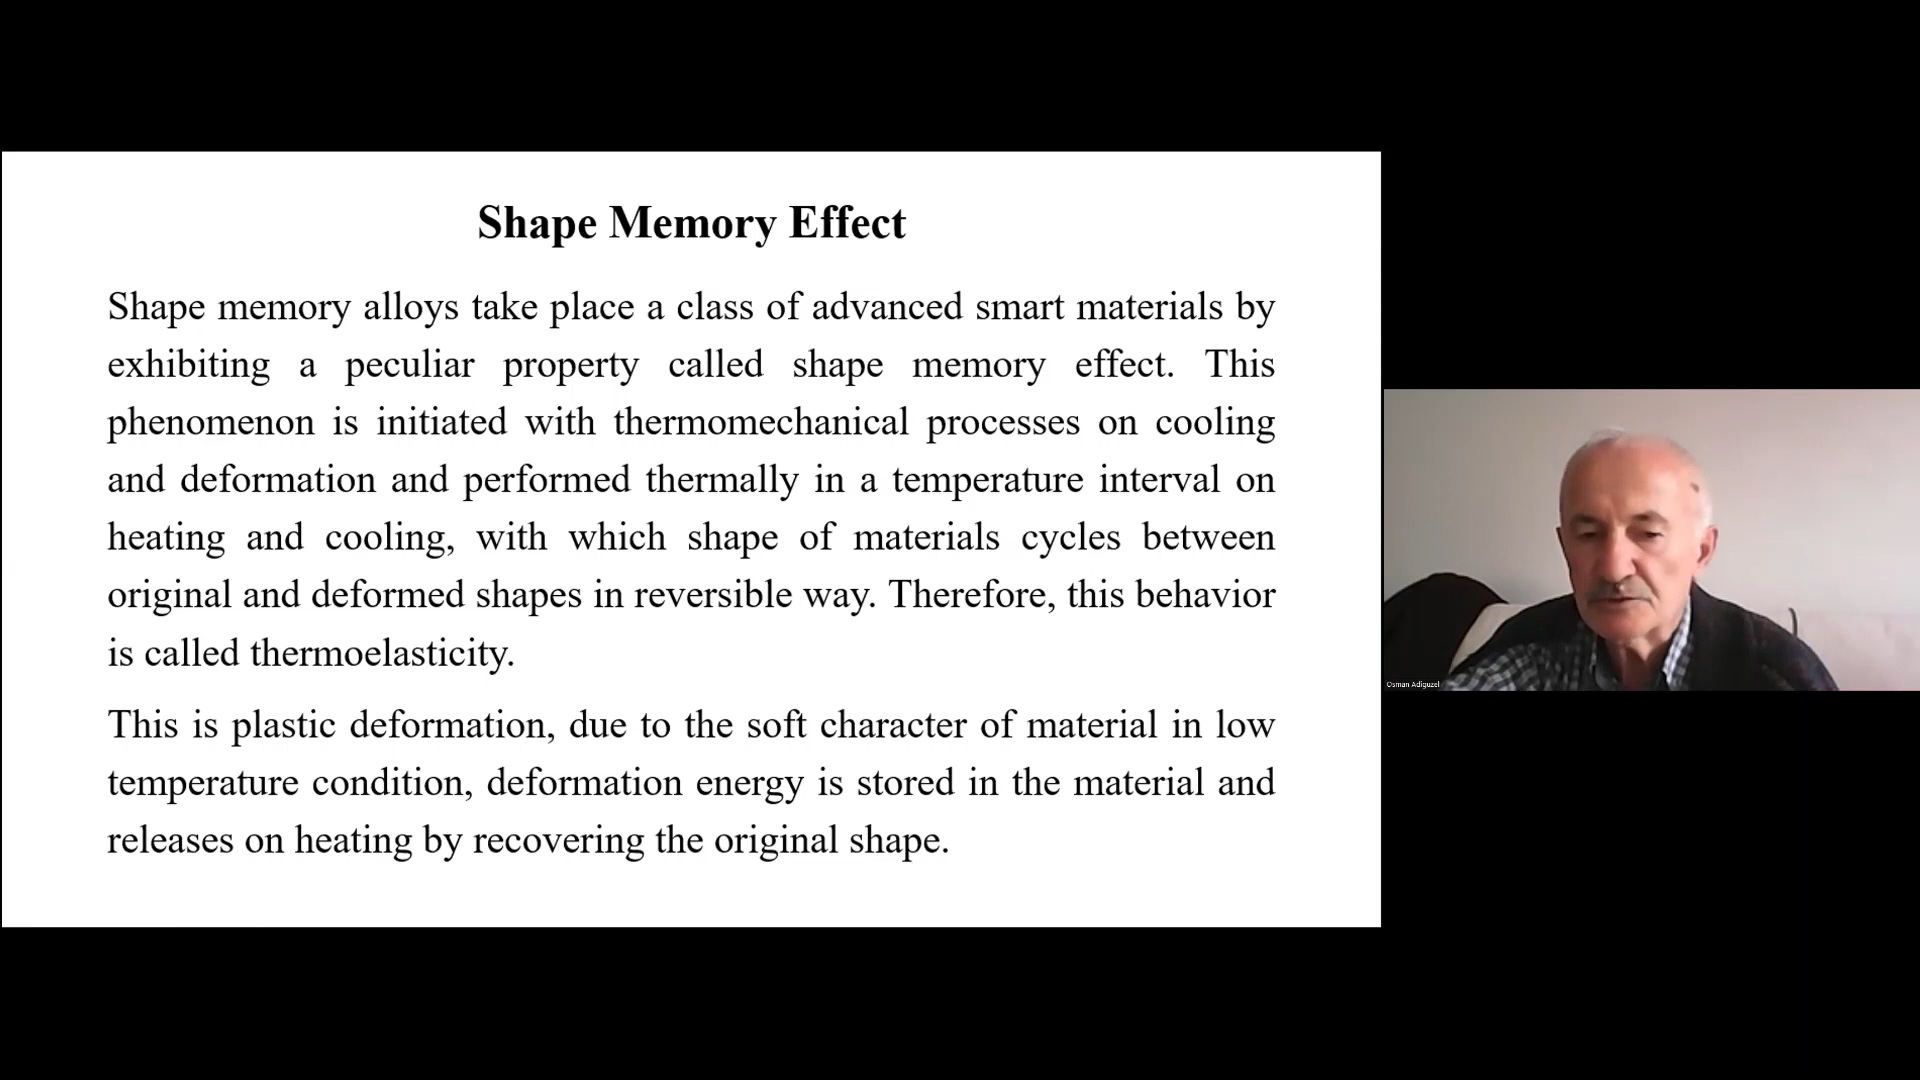 Shape Memory Effect
Shape memory alloys take place a class of advanced smart materials by
exhibiting a peculiar property called shape memory effect. This
phenomenon is initiated with thermomechanical processes on cooling
and deformation and performed thermally in a temperature interval on
heating and cooling, with which shape of materials cycles between
original and deformed shapes in reversible way. Therefore, this behavior
is called thermoelasticity.
This is plastic deformation, due to the soft character of material in low
temperature condition, deformation energy is stored in the material and
releases on heating by recovering the original shape.
Osman Adiguzel